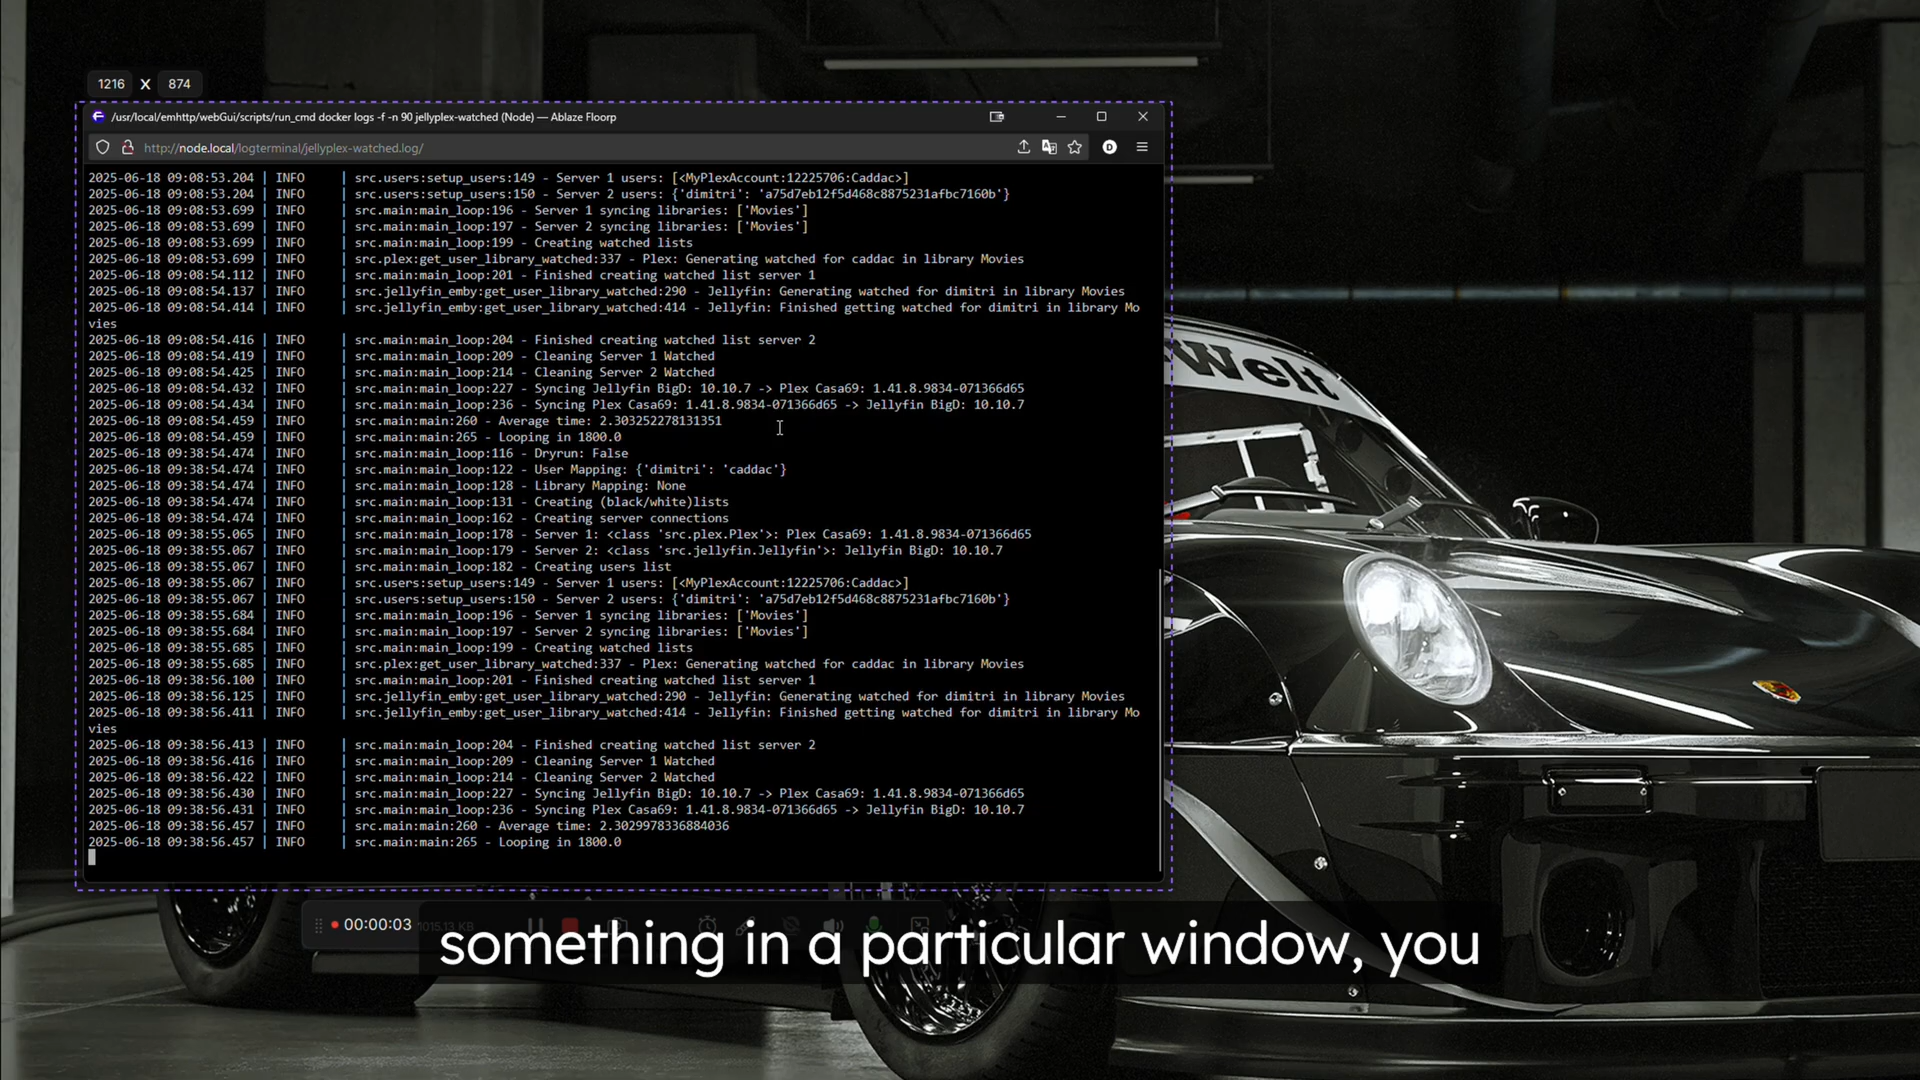 1216 X 874
/usr/local/emhttp/webGui/scripts/run_cmd docker logs -f -n 90 jellyplex-watched (Node) — Ablaze Floorp
http://node.local/logterminal/jellyplex-watched.log/
D
2025-06-18 09:08:53.204 | INFO | src.users:setup_users:149 - Server 1 users: [<MyPlexAccount:12225706:Caddac>]
2025-06-18 09:08:53.204 | INFO | src.users:setup_users:150 - Server 2 users: {'dimitri': 'a75d7eb12f5d468c8875231afbc7160b'}
2025-06-18 09:08:53.699 | INFO | src.main:main_loop:196 - Server 1 syncing libraries: ['Movies']
2025-06-18 09:08:53.699 | INFO | src.main:main_loop:197 - Server 2 syncing libraries: ['Movies']
2025-06-18 09:08:53.699 | INFO | src.main:main_loop:199 - Creating watched lists
2025-06-18 09:08:53.699 | INFO | src.plex:get_user_library_watched:337 - Plex: Generating watched for caddac in library Movies
2025-06-18 09:08:54.112 | INFO | src.main:main_loop:201 - Finished creating watched list server 1
2025-06-18 09:08:54.137 | INFO | src.jellyfin_emby:get_user_library_watched:290 - Jellyfin: Generating watched for dimitri in library Movies
2025-06-18 09:08:54.414 | INFO | src.jellyfin_emby:get_user_library_watched:414 - Jellyfin: Finished getting watched for dimitri in library Mo
vies
2025-06-18 09:08:54.416 | INFO | src.main:main_loop:204 - Finished creating watched list server 2
2025-06-18 09:08:54.419 | INFO | src.main:main_loop:209 - Cleaning Server 1 Watched
2025-06-18 09:08:54.425 | INFO | src.main:main_loop:214 - Cleaning Server 2 Watched
2025-06-18 09:08:54.432 | INFO | src.main:main_loop:227 - Syncing Jellyfin BigD: 10.10.7 -> Plex Casa69: 1.41.8.9834-071366d65
2025-06-18 09:08:54.434 | INFO | src.main:main_loop:236 - Syncing Plex Casa69: 1.41.8.9834-071366d65 -> Jellyfin BigD: 10.10.7
2025-06-18 09:08:54.459 | INFO | src.main:main:260 - Average time: 2.303252278131351
2025-06-18 09:08:54.459 | INFO | src.main:main:265 - Looping in 1800.0
2025-06-18 09:38:54.474 | INFO | src.main:main_loop:116 - Dryrun: False
2025-06-18 09:38:54.474 | INFO | src.main:main_loop:122 - User Mapping: {'dimitri': 'caddac'}
2025-06-18 09:38:54.474 | INFO | src.main:main_loop:128 - Library Mapping: None
2025-06-18 09:38:54.474 | INFO | src.main:main_loop:131 - Creating (black/white)lists
2025-06-18 09:38:54.474 | INFO | src.main:main_loop:162 - Creating server connections
2025-06-18 09:38:55.065 | INFO | src.main:main_loop:178 - Server 1: <class 'src.plex.Plex'>: Plex Casa69: 1.41.8.9834-071366d65
2025-06-18 09:38:55.067 | INFO | src.main:main_loop:179 - Server 2: <class 'src.jellyfin.Jellyfin'>: Jellyfin BigD: 10.10.7
2025-06-18 09:38:55.067 | INFO | src.main:main_loop:182 - Creating users list
2025-06-18 09:38:55.067 | INFO | src.users:setup_users:149 - Server 1 users: [<MyPlexAccount:12225706:Caddac>]
2025-06-18 09:38:55.067 | INFO | src.users:setup_users:150 - Server 2 users: {'dimitri': 'a75d7eb12f5d468c8875231afbc7160b'}
2025-06-18 09:38:55.684 | INFO | src.main:main_loop:196 - Server 1 syncing libraries: ['Movies']
2025-06-18 09:38:55.684 | INFO | src.main:main_loop:197 - Server 2 syncing libraries: ['Movies']
2025-06-18 09:38:55.685 | INFO | src.main:main_loop:199 - Creating watched lists
2025-06-18 09:38:55.685 | INFO | src.plex:get_user_library_watched:337 - Plex: Generating watched for caddac in library Movies
2025-06-18 09:38:56.100 | INFO | src.main:main_loop:201 - Finished creating watched list server 1
2025-06-18 09:38:56.125 | INFO | src.jellyfin_emby:get_user_library_watched:290 - Jellyfin: Generating watched for dimitri in library Movies
2025-06-18 09:38:56.411 | INFO | src.jellyfin_emby:get_user_library_watched:414 - Jellyfin: Finished getting watched for dimitri in library Mo
vies
2025-06-18 09:38:56.413 | INFO | src.main:main_loop:204 - Finished creating watched list server 2
2025-06-18 09:38:56.416 | INFO | src.main:main_loop:209 - Cleaning Server 1 Watched
2025-06-18 09:38:56.422 | INFO | src.main:main_loop:214 - Cleaning Server 2 Watched
2025-06-18 09:38:56.430 | INFO | src.main:main_loop:227 - Syncing Jellyfin BigD: 10.10.7 -> Plex Casa69: 1.41.8.9834-071366d65
2025-06-18 09:38:56.431 | INFO | src.main:main_loop:236 - Syncing Plex Casa69: 1.41.8.9834-071366d65 -> Jellyfin BigD: 10.10.7
2025-06-18 09:38:56.457 | INFO | src.main:main:260 - Average time: 2.3029978336884036
2025-06-18 09:38:56.457 | INFO | src.main:main:265 - Looping in 1800.0
Welt
00:00:03 1015.13 KB
something in a particular window, you